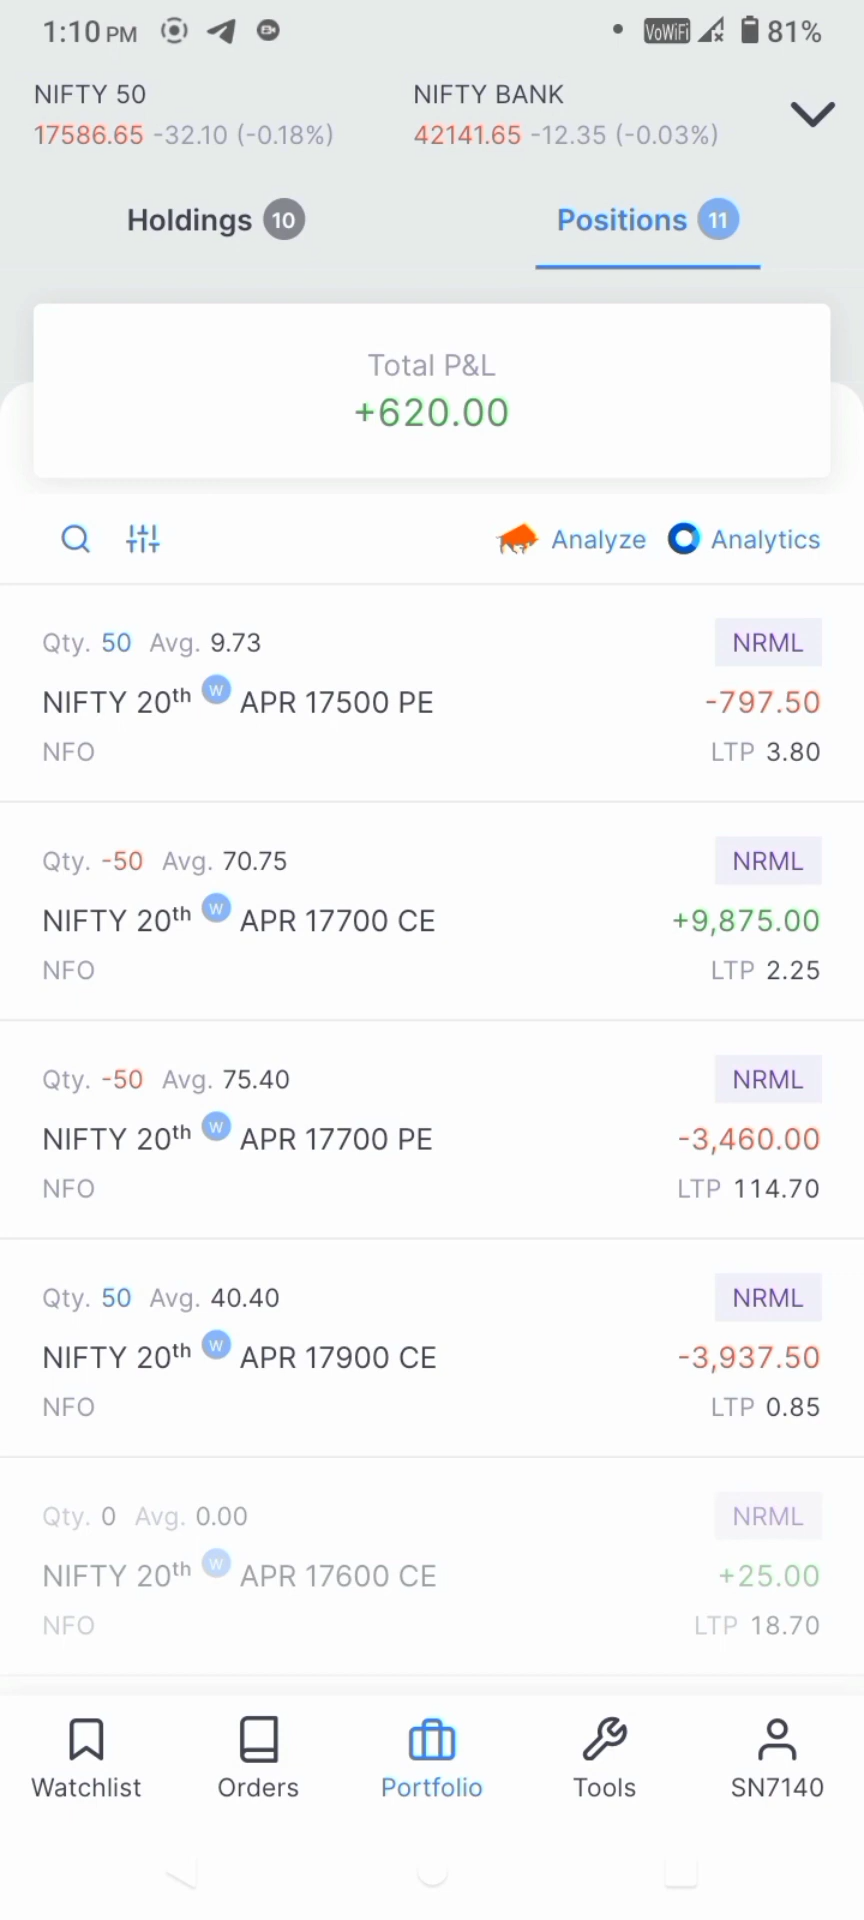 1:10 PM VoWiFi 81%
NIFTY 50 NIFTY BANK
17586.65 -32.10 (-0.18%) 42141.65 -12.35 (-0.03%)
Holdings 10 Positions 11
Total P&L
+620.00
Analyze Analytics
Qty. 50 Avg. 9.73 NRML
NIFTY 20th W APR 17500 PE -797.50
NFO LTP 3.80
Qty. -50 Avg. 70.75 NRML
NIFTY 20th W APR 17700 CE +9,875.00
NFO LTP 2.25
Qty. -50 Avg. 75.40 NRML
NIFTY 20th W APR 17700 PE -3,460.00
NFO LTP 114.70
Qty. 50 Avg. 40.40 NRML
NIFTY 20th W APR 17900 CE -3,937.50
NFO LTP 0.85
Qty. 0 Avg. 0.00 NRML
NIFTY 20th W APR 17600 CE +25.00
NFO LTP 18.70
Watchlist Orders Portfolio Tools SN7140